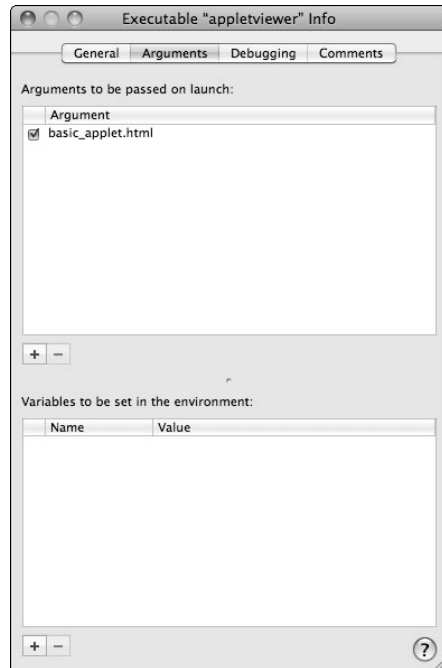 Executable “appletviewer” Info
General Arguments Debugging Comments
Arguments to be passed on launch:
Argument
basic_applet.html
+ −
Variables to be set in the environment:
Name Value
+ − ?